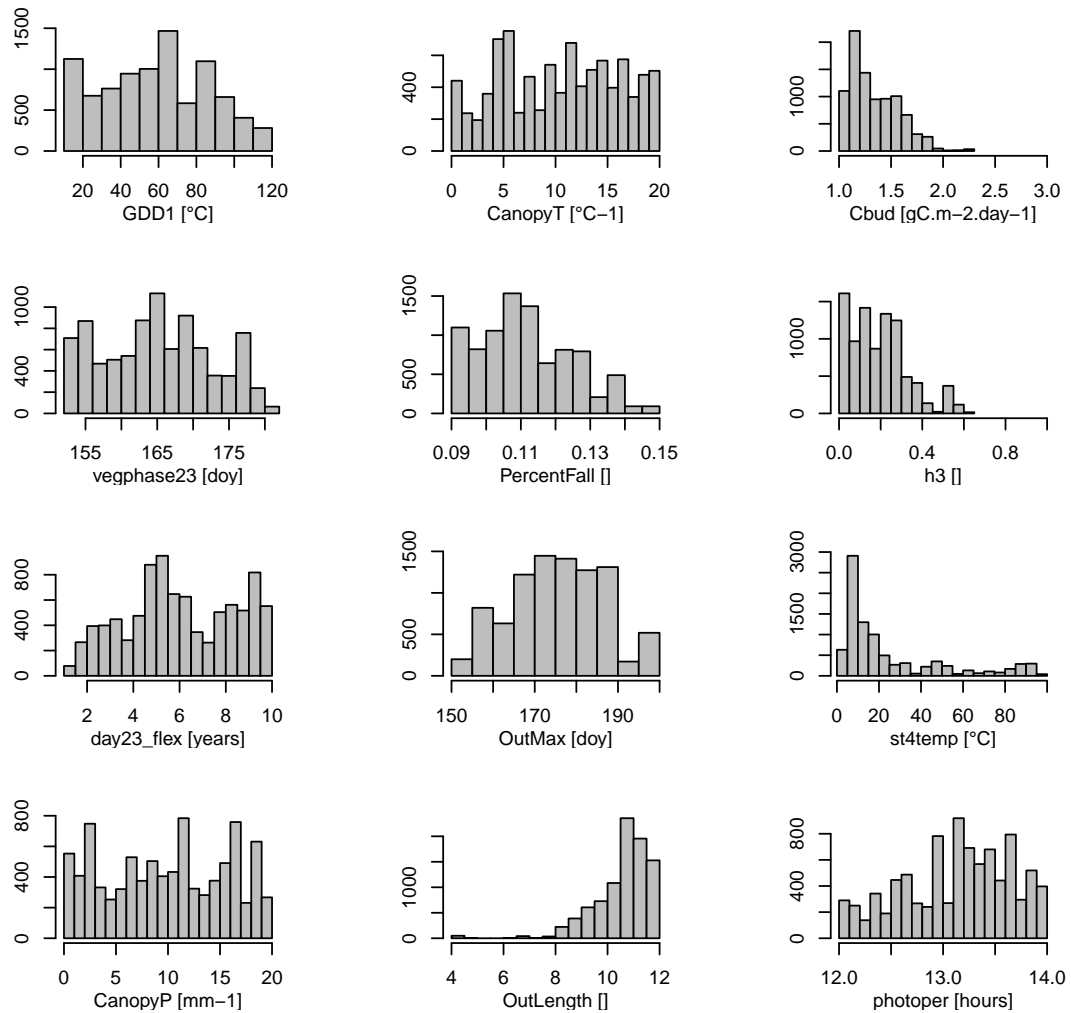 0 500 1500
20 40 60 80 120
GDD1 [°C]
0 400
0 5 10 15 20
CanopyT [°C−1]
0 1000
1.0 1.5 2.0 2.5 3.0
Cbud [gC.m−2.day−1]
0 400 1000
155 165 175
vegphase23 [doy]
0 500 1500
0.09 0.11 0.13 0.15
PercentFall []
0 1000
0.0 0.4 0.8
h3 []
0 400 800
2 4 6 8 10
day23_flex [years]
0 500 1500
150 170 190
OutMax [doy]
0 1500 3000
0 20 40 60 80
st4temp [°C]
0 400 800
0 5 10 15 20
CanopyP [mm−1]
0 1000
4 6 8 10 12
OutLength []
0 400 800
12.0 13.0 14.0
photoper [hours]